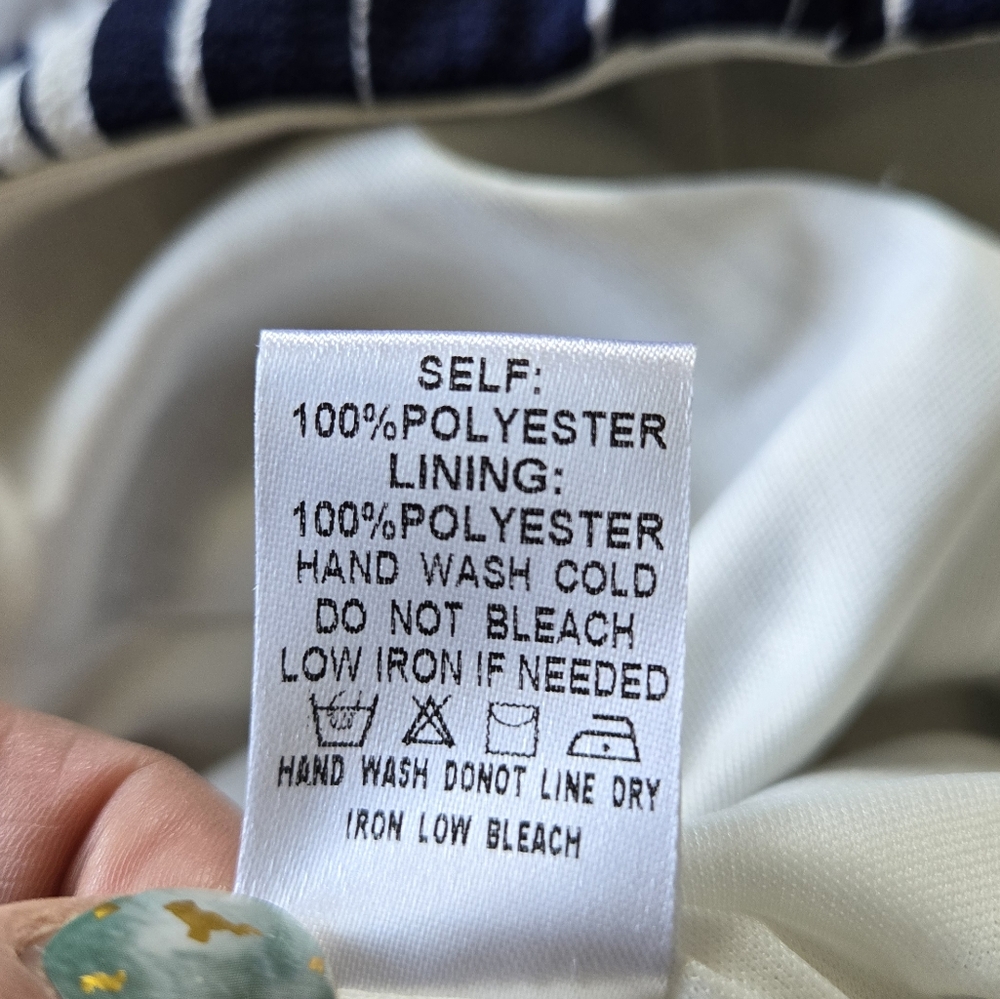 SELF:
100%POLYESTER
LINING:
100%POLYESTER
HAND WASH COLD
DO NOT BLEACH
LOW IRON IF NEEDED
HAND WASH DONOT LINE DRY
IRON LOW BLEACH